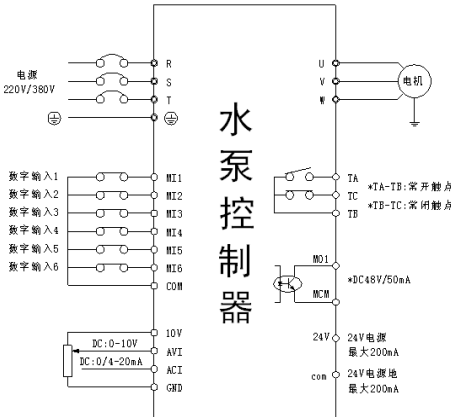 电源
220V/380V
R
S
T
数字输入1
数字输入2
数字输入3
数字输入4
数字输入5
数字输入6
MI1
MI2
MI3
MI4
MI5
MI6
COM
10V
DC:0-10V
AVI
DC:0/4-20mA
ACI
GND
水泵控制器
U
V
W
电机
TA
TC
TB
*TA-TB:常开触点
*TB-TC:常闭触点
MO1
MCM
*DC48V/50mA
24V
24V电源
最大200mA
com
24V电源地
最大200mA